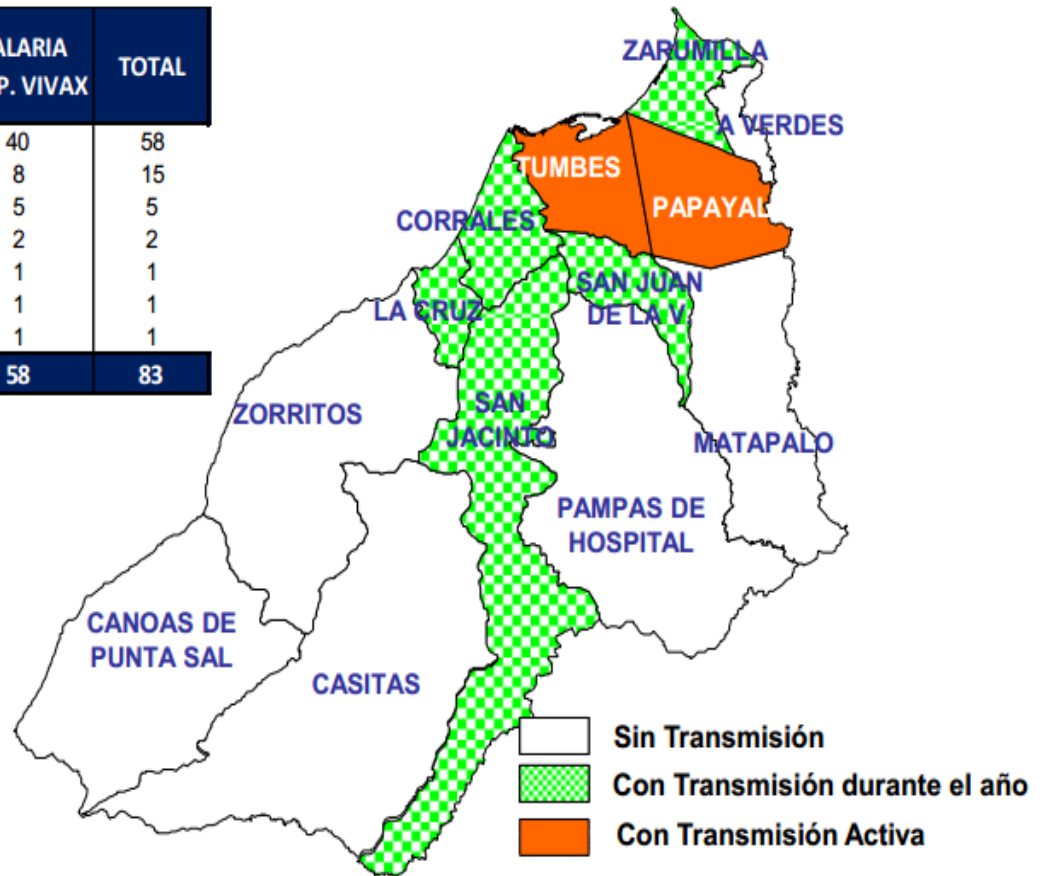 ALARIA
P. VIVAX TOTAL
40 58
8 15
5 5
2 2
1 1
1 1
1 1
58 83
ZARUMILLA
A VERDES
TUMBES
PAPAYAL
CORRALES
SAN JUAN
DE LA V
LA CRUZ
ZORRITOS
SAN
JACINTO
MATAPALO
PAMPAS DE
HOSPITAL
CANOAS DE
PUNTA SAL
CASITAS
Sin Transmisión
Con Transmisión durante el año
Con Transmisión Activa